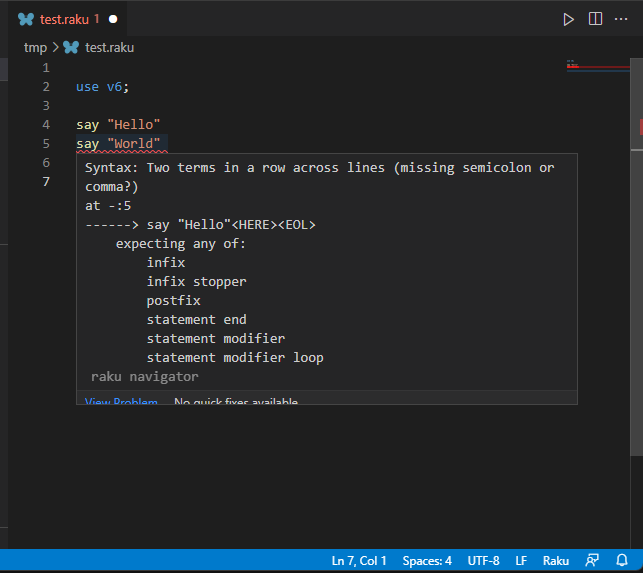 test.raku 1
tmp > test.raku
1
2 use v6;
3
4 say "Hello"
5 say "World"
6
7
Syntax: Two terms in a row across lines (missing semicolon or
comma?)
at -:5
------> say "Hello"<HERE><EOL>
expecting any of:
infix
infix stopper
postfix
statement end
statement modifier
statement modifier loop
raku navigator
View Problem No quick fixes available
Ln 7, Col 1 Spaces: 4 UTF-8 LF Raku